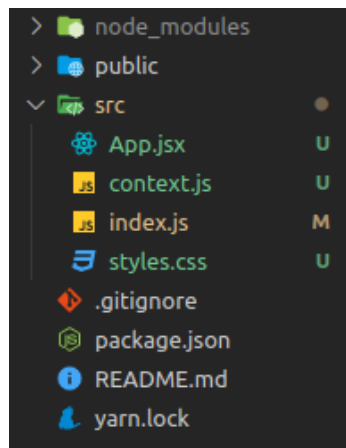 node_modules
public
src
App.jsx U
JS context.js U
JS index.js M
styles.css U
.gitignore
JS package.json
i README.md
yarn.lock